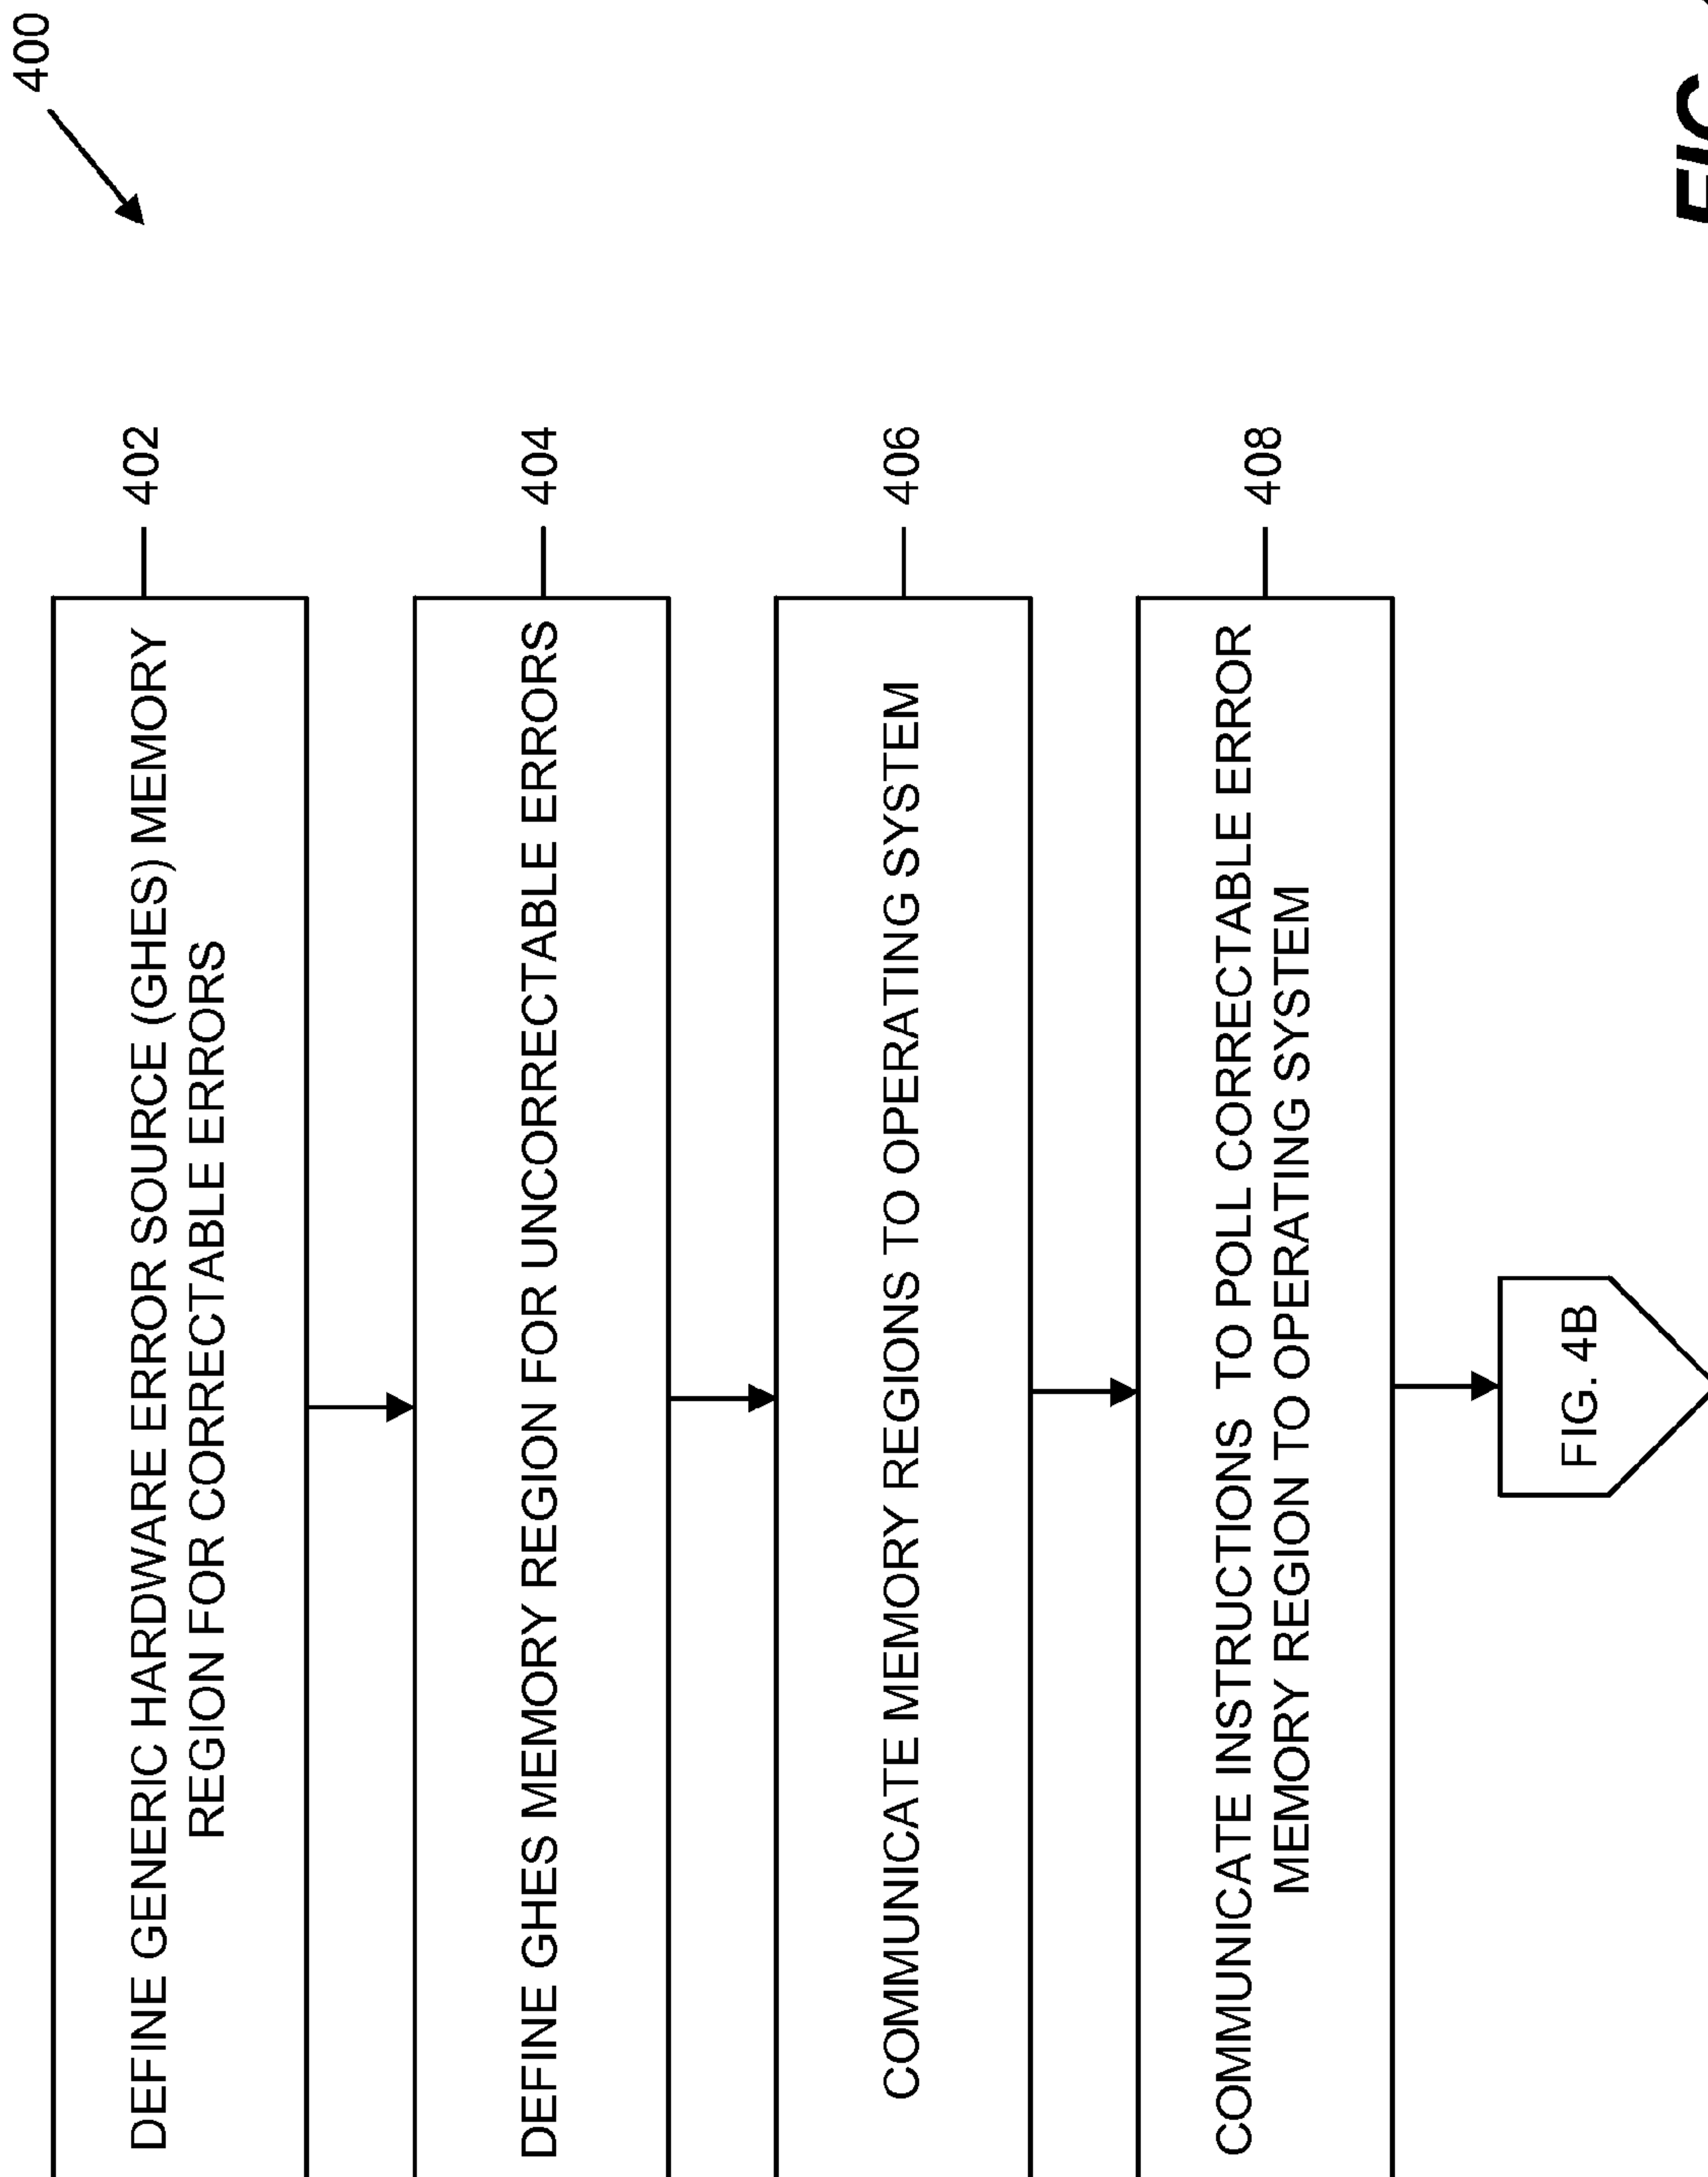 400
DEFINE GENERIC HARDWARE ERROR SOURCE (GHES) MEMORY
REGION FOR CORRECTABLE ERRORS
402
DEFINE GHES MEMORY REGION FOR UNCORRECTABLE ERRORS
404
COMMUNICATE MEMORY REGIONS TO OPERATING SYSTEM
406
COMMUNICATE INSTRUCTIONS TO POLL CORRECTABLE ERROR
MEMORY REGION TO OPERATING SYSTEM
408
FIG. 4B